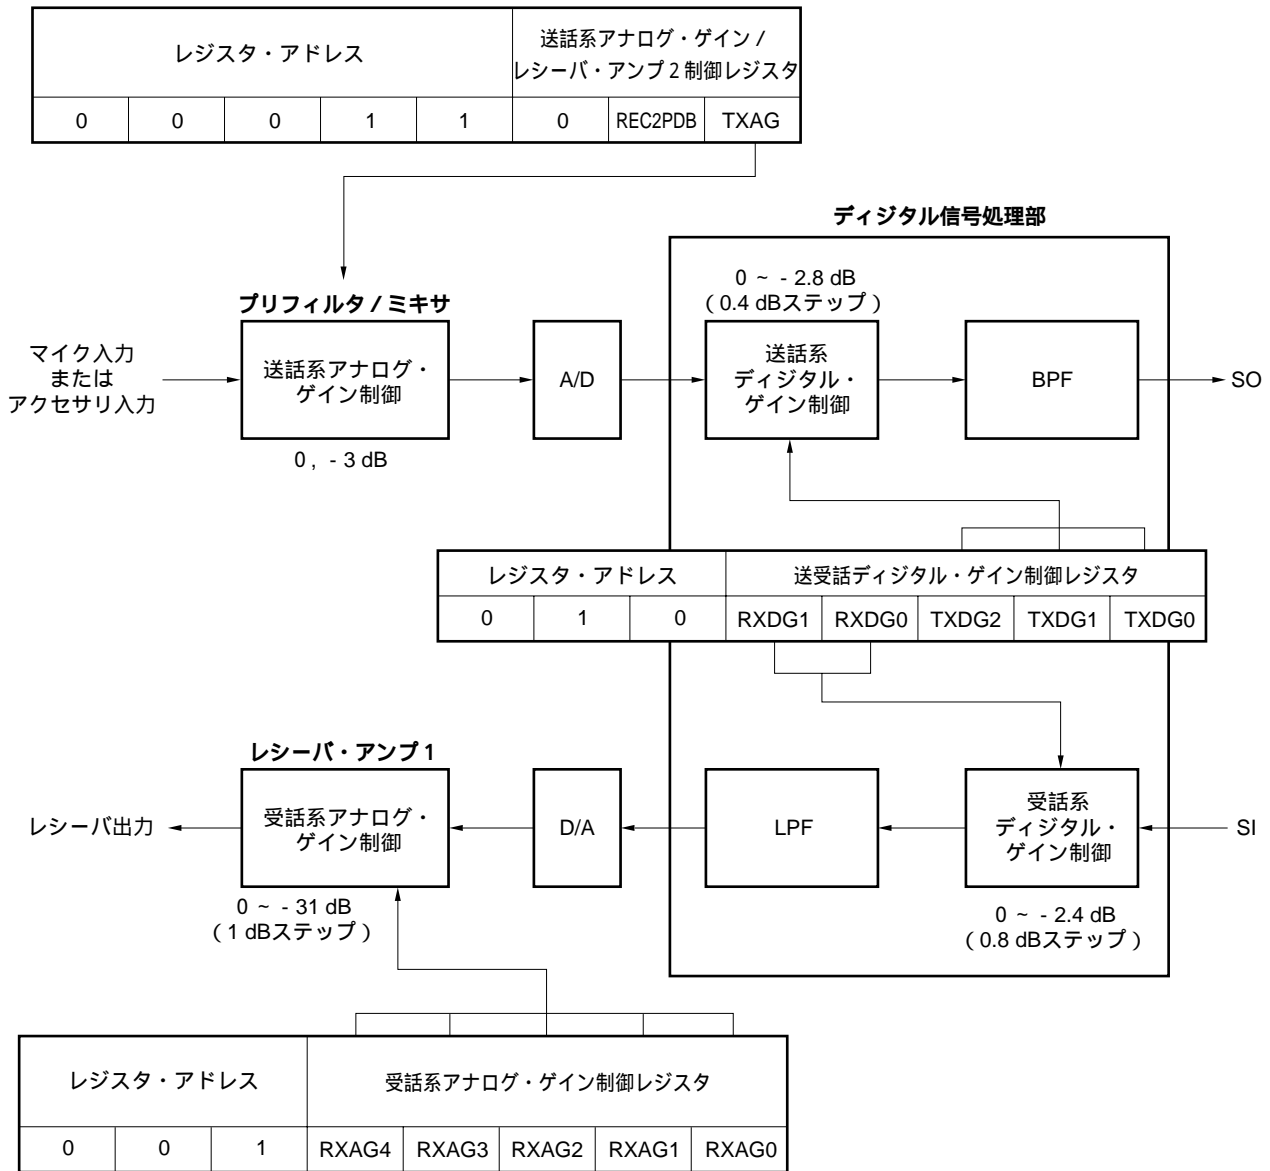 レジスタ・アドレス
送話系アナログ・ゲイン /
レシーバ・アンプ 2 制御レジスタ
0 0 0 1 1 0 REC2PDB TXAG
ディジタル信号処理部
プリフィルタ / ミキサ
0 ~ - 2.8 dB
( 0.4 dBステップ )
マイク入力
または
アクセサリ入力
送話系アナログ・
ゲイン制御
A/D
送話系
ディジタル・
ゲイン制御
BPF
SO
0 , - 3 dB
レジスタ・アドレス
送受話ディジタル・ゲイン制御レジスタ
0 1 0 RXDG1 RXDG0 TXDG2 TXDG1 TXDG0
レシーバ・アンプ 1
レシーバ出力
受話系アナログ・
ゲイン制御
D/A
LPF
受話系
ディジタル・
ゲイン制御
SI
0 ~ - 31 dB
( 1 dBステップ )
0 ~ - 2.4 dB
( 0.8 dBステップ )
レジスタ・アドレス
受話系アナログ・ゲイン制御レジスタ
0 0 1 RXAG4 RXAG3 RXAG2 RXAG1 RXAG0